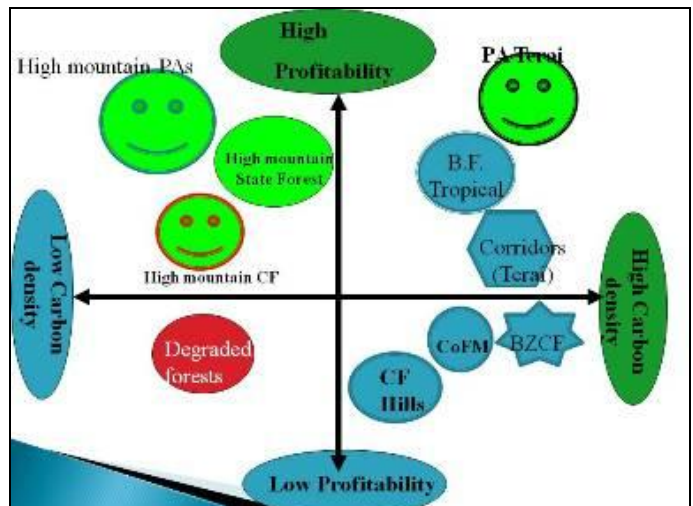 High
Profitability
High mountain PAs
PA Terai
High mountain
State Forest
B.F.
Tropical
Corridors
(Terai)
High mountain CF
Low Carbon
density
High Carbon
density
Degraded
forests
CoFM
BZCF
CF
Hills
Low Profitability